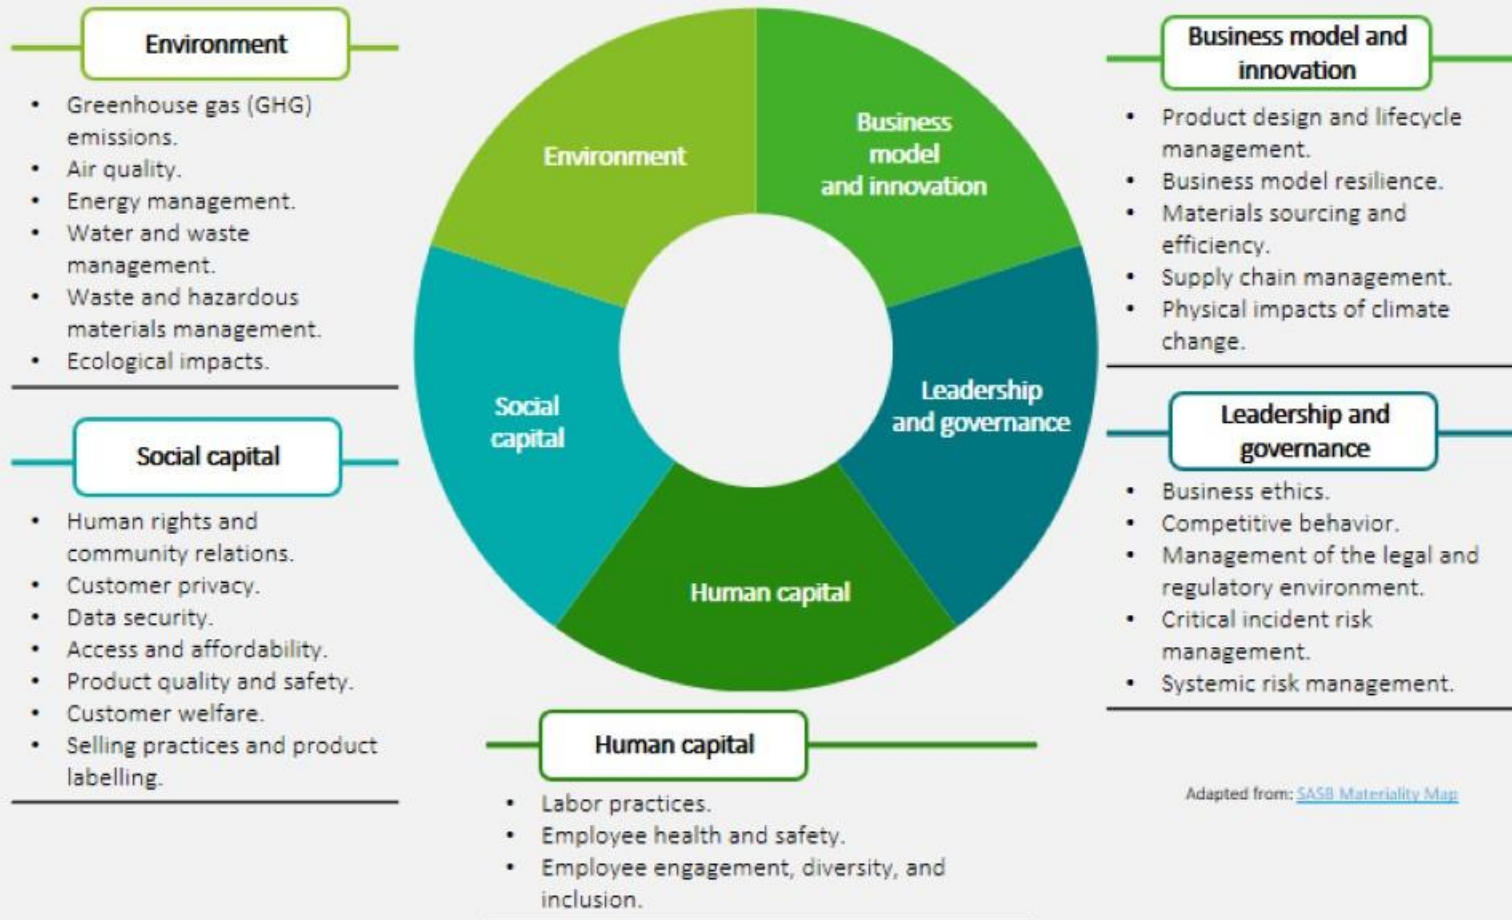 Environment
• Greenhouse gas (GHG)
emissions.
• Air quality.
• Energy management.
• Water and waste
management.
• Waste and hazardous
materials management.
• Ecological impacts.
Social capital
• Human rights and
community relations.
• Customer privacy.
• Data security.
• Access and affordability.
• Product quality and safety.
• Customer welfare.
• Selling practices and product
labelling.
Environment
Business
model
and innovation
Social
capital
Leadership
and governance
Human capital
Human capital
• Labor practices.
• Employee health and safety.
• Employee engagement, diversity, and
inclusion.
Business model and
innovation
• Product design and lifecycle
management.
• Business model resilience.
• Materials sourcing and
efficiency.
• Supply chain management.
• Physical impacts of climate
change.
Leadership and
governance
• Business ethics.
• Competitive behavior.
• Management of the legal and
regulatory environment.
• Critical incident risk
management.
• Systemic risk management.
Adapted from: SASB Materiality Map